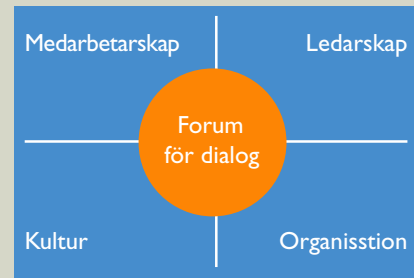 Medarbetarskap
Ledarskap
Forum
för dialog
Kultur
Organisstion